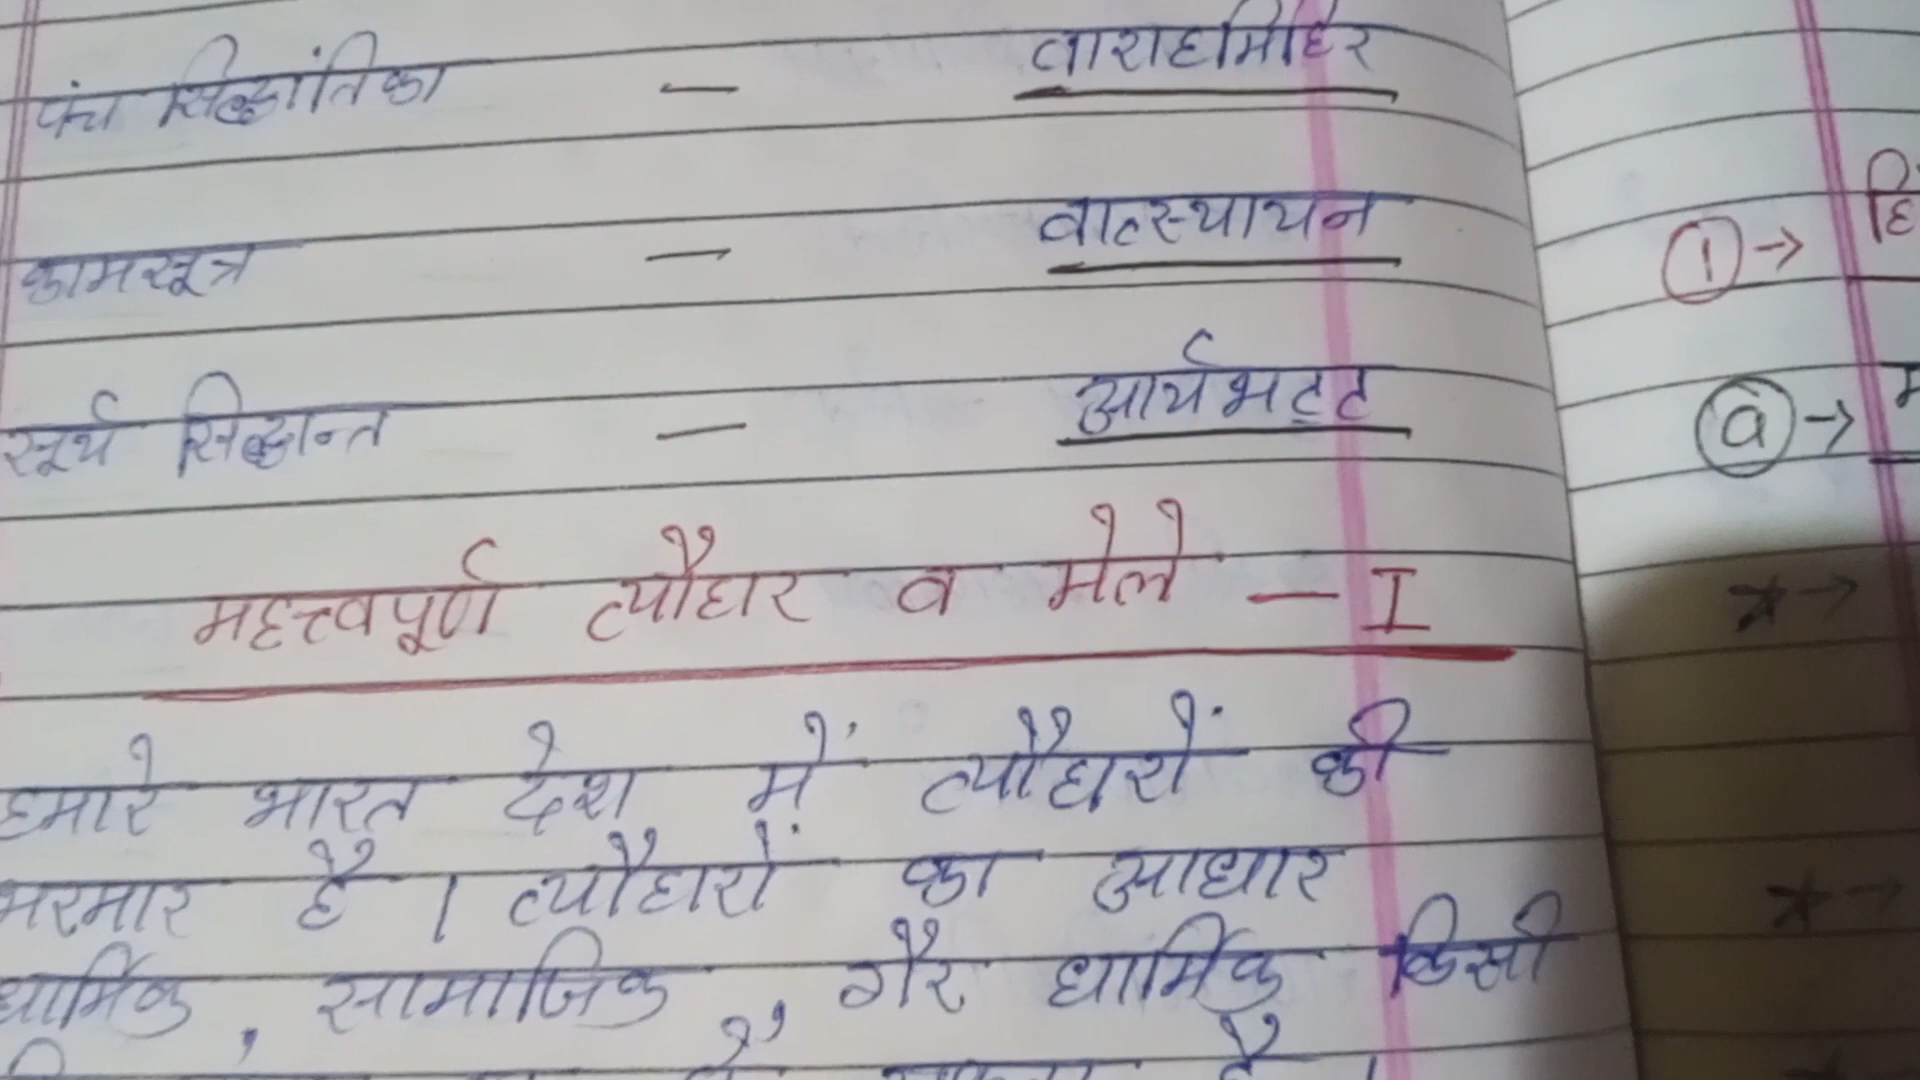 पंच सिद्धांतिका — वाराहमिहिर
कामसूत्र — वात्स्यायन
सूर्य सिद्धान्त — आर्यभट्ट
महत्त्वपूर्ण त्यौहार व मेले — I
हमारे भारत देश में त्यौहारों की
भरमार है । त्यौहारों का आधार
धार्मिक, सामाजिक, गैर धार्मिक किसी
है ।
① →
ⓐ →
* →
* →